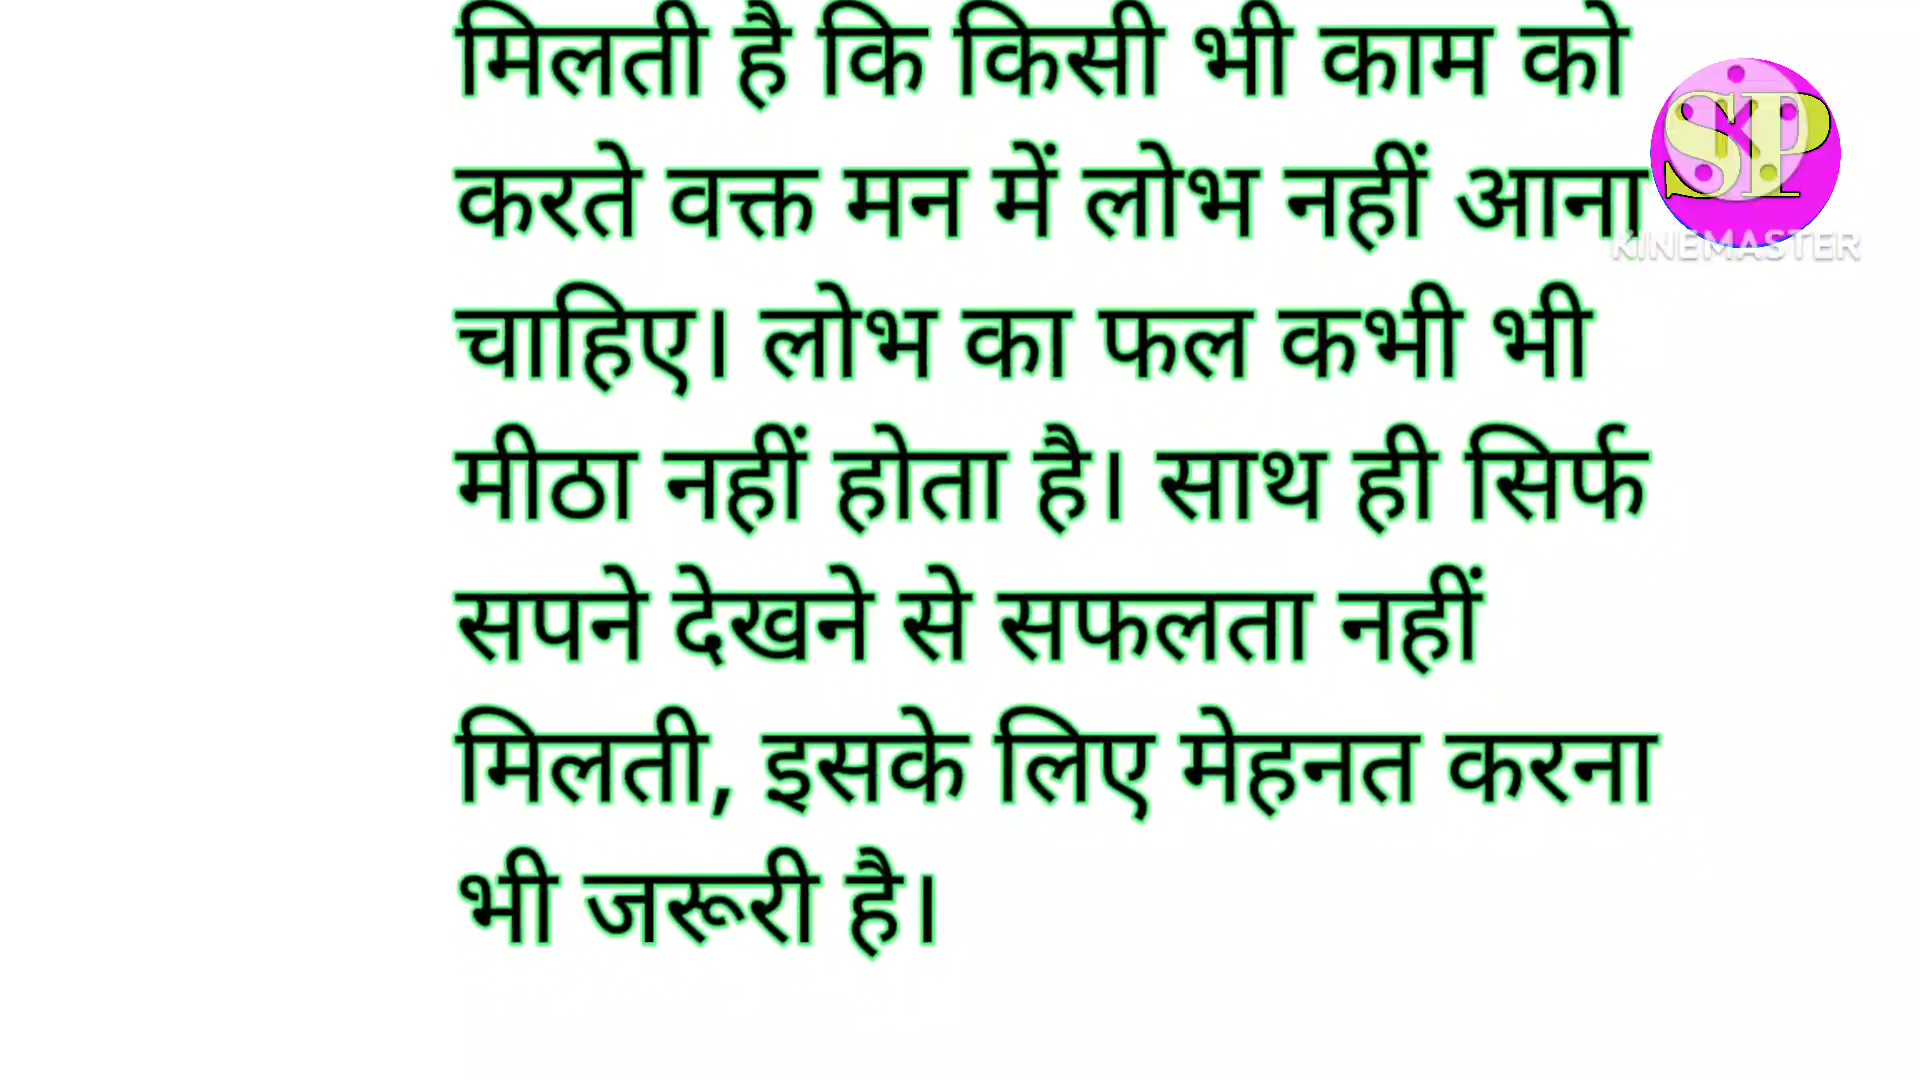 मिलती है कि किसी भी काम को
करते वक्त मन में लोभ नहीं आना
चाहिए। लोभ का फल कभी भी
मीठा नहीं होता है। साथ ही सिर्फ
सपने देखने से सफलता नहीं
मिलती, इसके लिए मेहनत करना
भी जरूरी है।
SKP
KINEMASTER